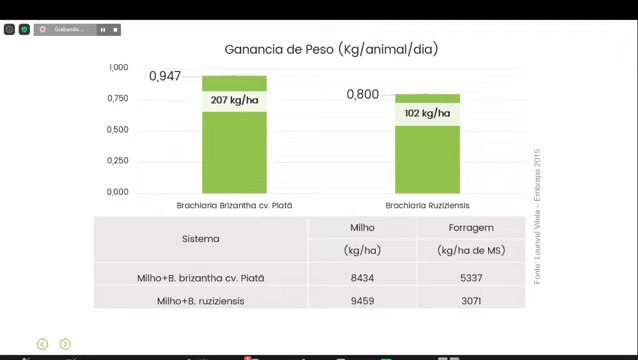 Grabando...
Ganancia de Peso (Kg/animal/dia)
1,000
0,750
0,500
0,250
0,000
0,947
207 kg/ha
0,800
102 kg/ha
Brachiaria Brizantha cv. Piatã
Brachiaria Ruziziensis
Sistema
Milho
Forragem
(kg/ha)
(kg/ha de MS)
Milho+B. brizantha cv. Piatã
8434
5337
Milho+B. ruziziensis
9459
3071
Fonte: Lourival Vilela – Embrapa 2015